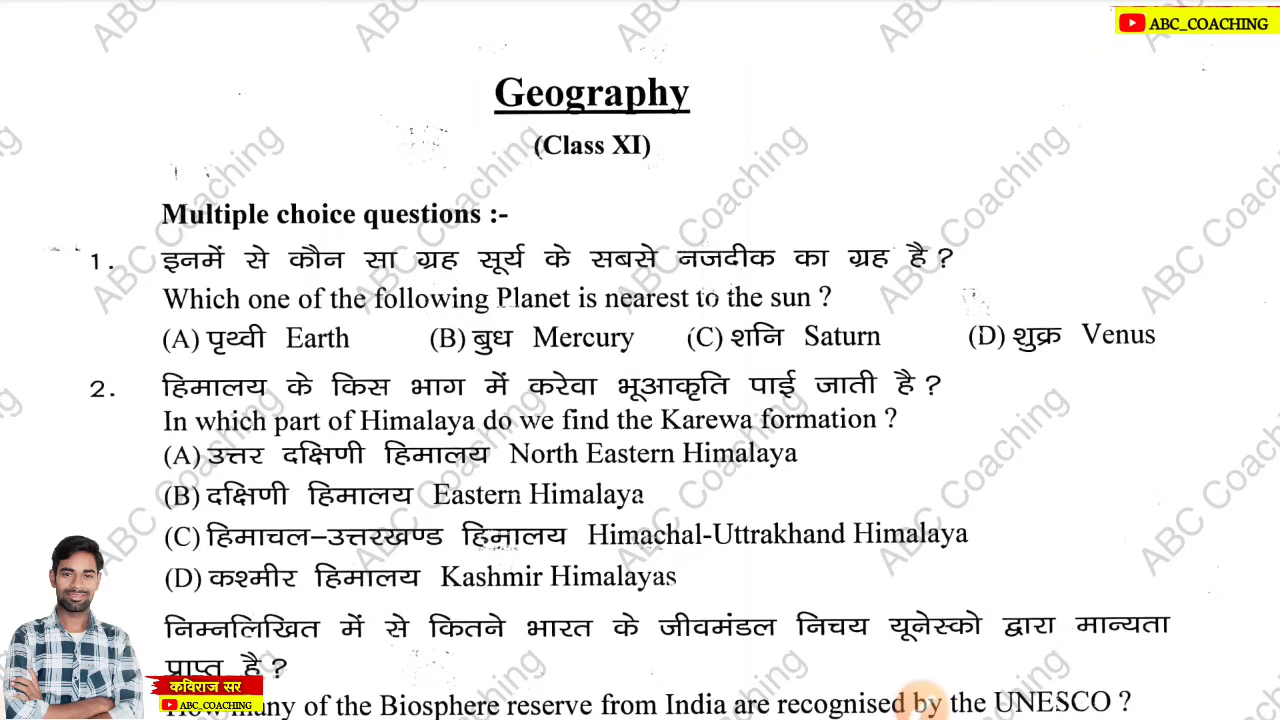 ABC_COACHING
Geography
(Class XI)
Multiple choice questions :-
1. इनमें से कौन सा ग्रह सूर्य के सबसे नजदीक का ग्रह है ?
Which one of the following Planet is nearest to the sun ?
(A) पृथ्वी Earth (B) बुध Mercury (C) शनि Saturn (D) शुक्र Venus
2. हिमालय के किस भाग में करेवा भूआकृति पाई जाती है ?
In which part of Himalaya do we find the Karewa formation ?
(A) उत्तर दक्षिणी हिमालय North Eastern Himalaya
(B) दक्षिणी हिमालय Eastern Himalaya
(C) हिमाचल–उत्तरखण्ड हिमालय Himachal-Uttrakhand Himalaya
(D) कश्मीर हिमालय Kashmir Himalayas
निम्नलिखित में से कितने भारत के जीवमंडल निचय यूनेस्को द्वारा मान्यता
प्राप्त है ?
How many of the Biosphere reserve from India are recognised by the UNESCO ?
कविराज सर
ABC_COACHING
ABC Coaching